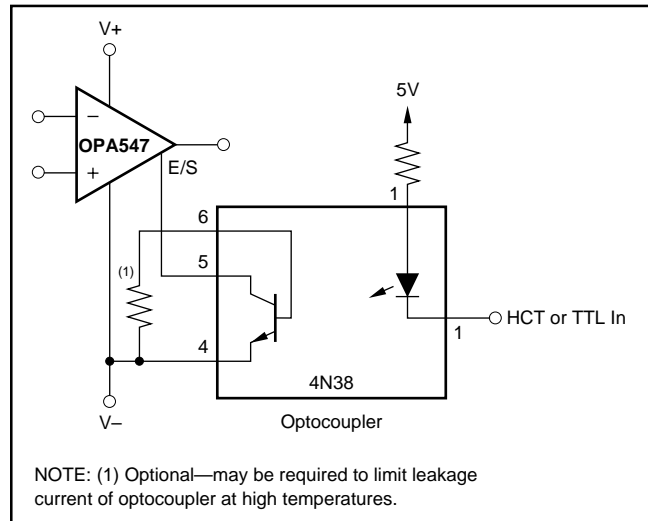 V+
5V
−
OPA547
+
E/S
1
6
(1)
5
HCT or TTL In
1
4
4N38
V–
Optocoupler
NOTE: (1) Optional—may be required to limit leakage
current of optocoupler at high temperatures.